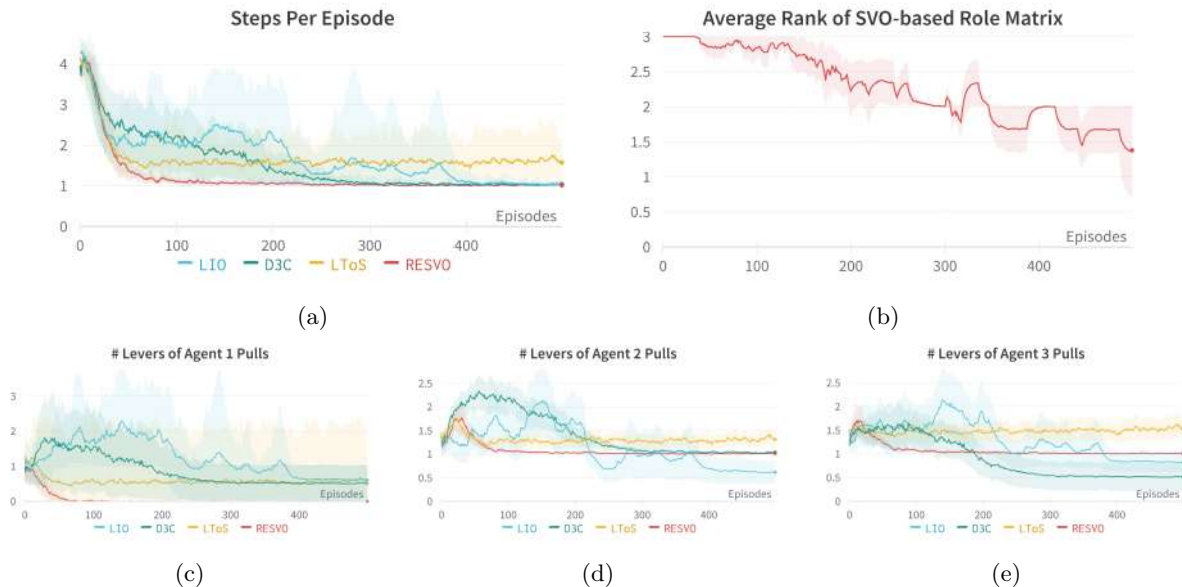 Steps Per Episode
4
3
2
1
0
0
100
200
300
400
Episodes
LIO
D3C
LToS
RESVO
(a)
Average Rank of SVO-based Role Matrix
3
2.5
2
1.5
1
0.5
0
0
100
200
300
400
Episodes
(b)
# Levers of Agent 1 Pulls
3
2
1
0
0
100
200
300
400
Episodes
LIO
D3C
LToS
RESVO
(c)
# Levers of Agent 2 Pulls
2.5
2
1.5
1
0.5
0
0
100
200
300
400
Episodes
LIO
D3C
LToS
RESVO
(d)
# Levers of Agent 3 Pulls
2.5
2
1.5
1
0.5
0
0
100
200
300
400
Episodes
LIO
D3C
LToS
RESVO
(e)